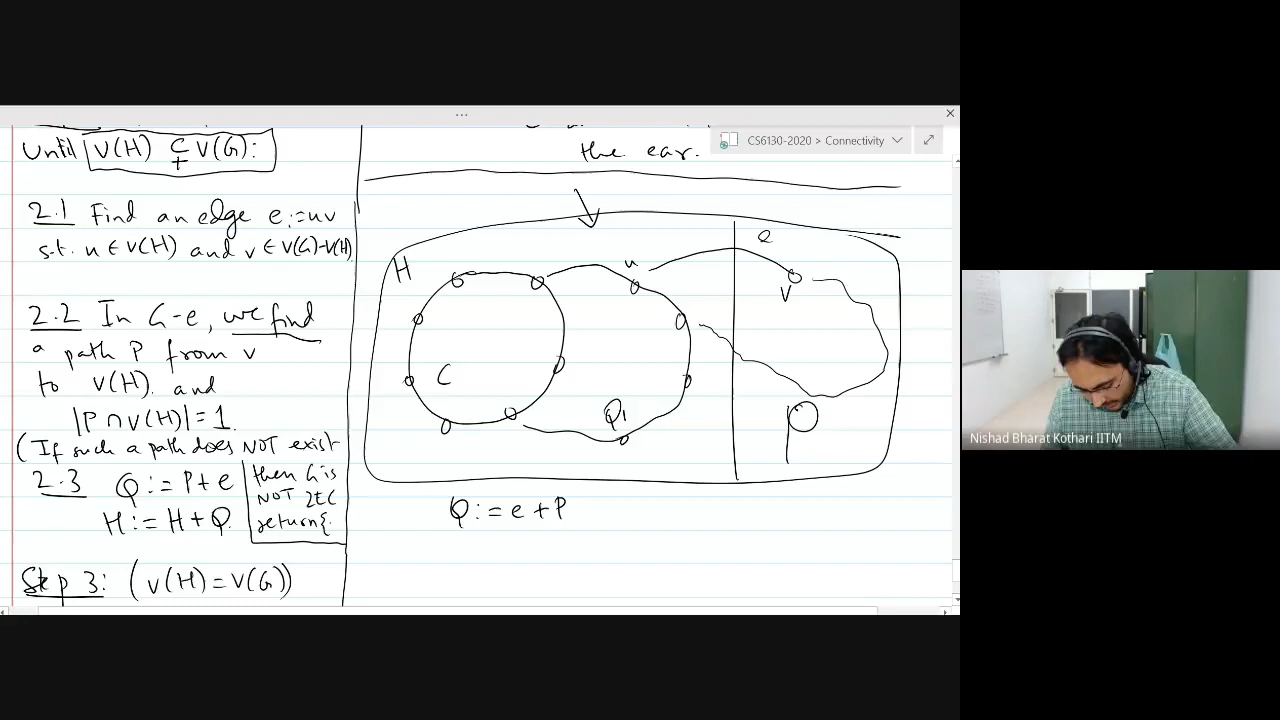 Until V(H) ⊊ V(G):
2.1 Find an edge e:=uv
s.t. u ∈ V(H) and v ∈ V(G)-V(H)
2.2 In G-e, we find
a path P from v
to V(H). and
|P ∩ V(H)| = 1.
(If such a path does NOT exist
then G is
NOT 2EC
return
2.3 Q := P+e
H := H+Q.
Step 3: (V(H) = V(G))
the ear.
CS6130-2020 > Connectivity
H
u
e
v
C
Q1
P
Q := e + P
Nishad Bharat Kothari IITM